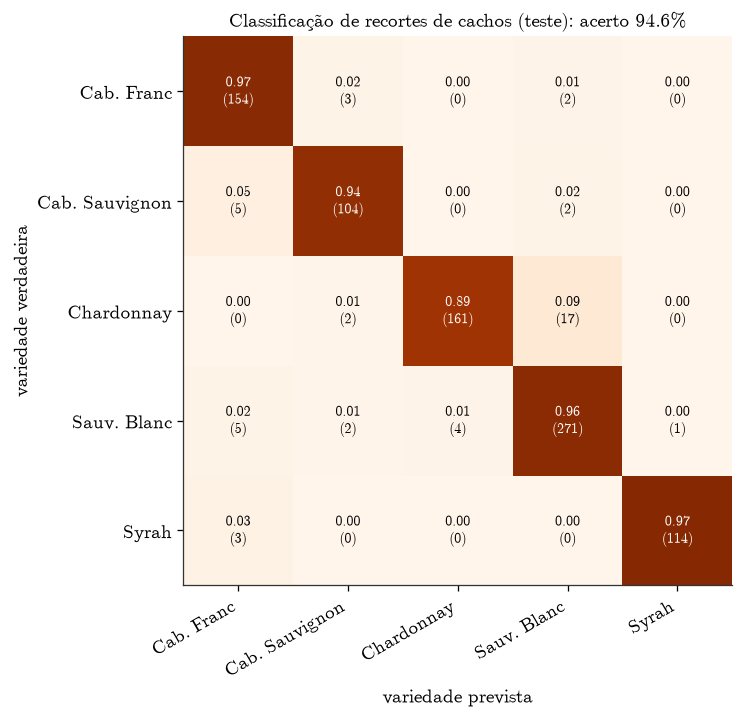 Classificação de recortes de cachos (teste): acerto 94.6%
variedade verdadeira
Cab. Franc
0.97 0.02 0.00 0.01 0.00
(154) (3) (0) (2) (0)
Cab. Sauvignon
0.05 0.94 0.00 0.02 0.00
(5) (104) (0) (2) (0)
Chardonnay
0.00 0.01 0.89 0.09 0.00
(0) (2) (161) (17) (0)
Sauv. Blanc
0.02 0.01 0.01 0.96 0.00
(5) (2) (4) (271) (1)
Syrah
0.03 0.00 0.00 0.00 0.97
(3) (0) (0) (0) (114)
Cab. Franc
Cab. Sauvignon
Chardonnay
Sauv. Blanc
Syrah
variedade prevista